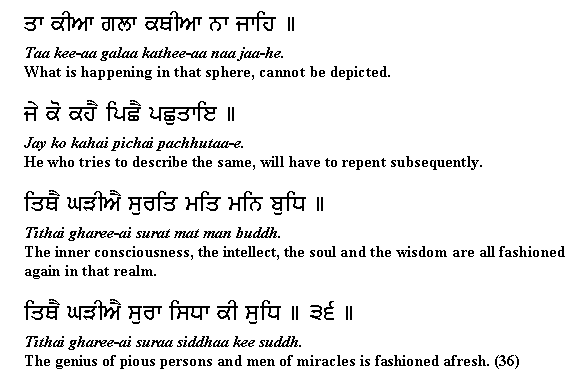 ਤਾ ਕੀਆ ਗਲਾ ਕਥੀਆ ਨਾ ਜਾਹਿ ॥
Taa kee-aa galaa kathee-aa naa jaa-he.
What is happening in that sphere, cannot be depicted.
ਜੇ ਕੋ ਕਹੈ ਪਿਛੈ ਪਛੁਤਾਇ ॥
Jay ko kahai pichai pachhutaa-e.
He who tries to describe the same, will have to repent subsequently.
ਤਿਥੈ ਘੜੀਐ ਸੁਰਤਿ ਮਤਿ ਮਨਿ ਬੁਧਿ ॥
Tithai gharee-ai surat mat man buddh.
The inner consciousness, the intellect, the soul and the wisdom are all fashioned
again in that realm.
ਤਿਥੈ ਘੜੀਐ ਸੁਰਾ ਸਿਧਾ ਕੀ ਸੁਧਿ ॥ ੩੬ ॥
Tithai gharee-ai suraa siddhaa kee suddh.
The genius of pious persons and men of miracles is fashioned afresh. (36)